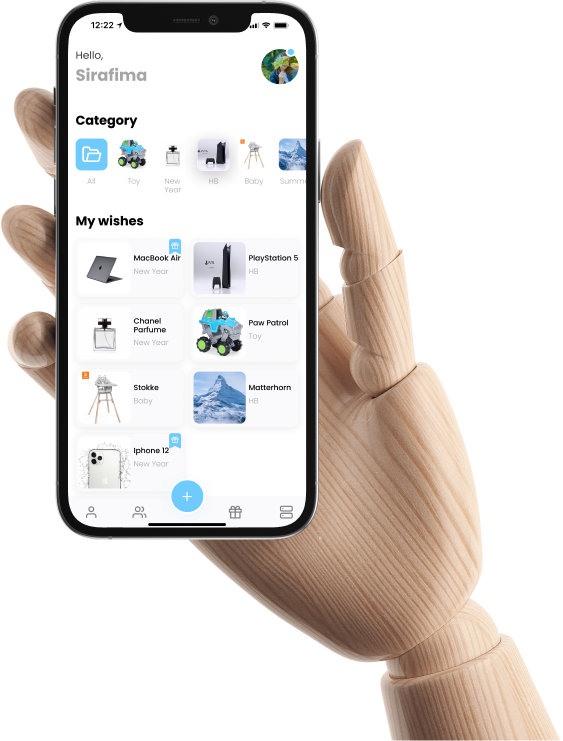 12:22
Hello,
Sirafima
Category
All
Toy
New
Year
HB
Baby
Summe
My wishes
MacBook Air
New Year
PlayStation 5
HB
Chanel
Parfume
New Year
Paw Patrol
Toy
Stokke
Baby
Matterhorn
HB
Iphone 12
New Year